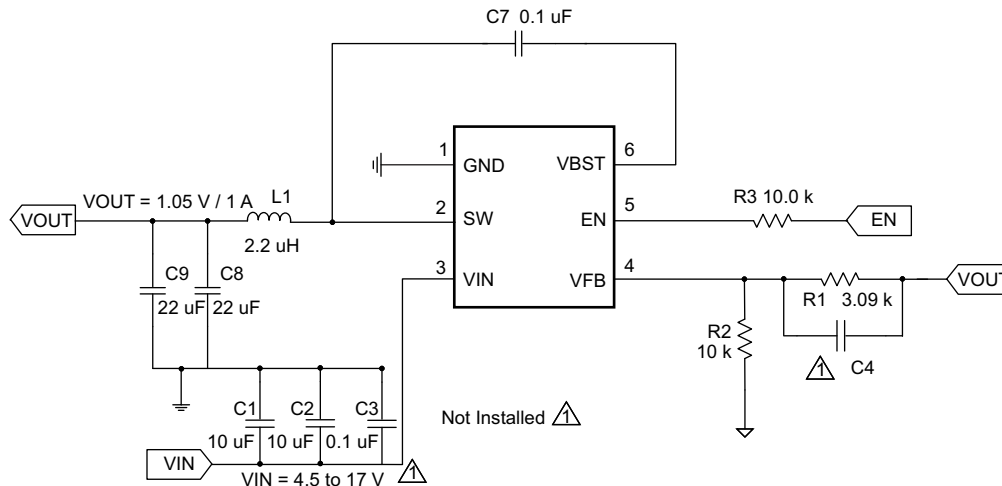 C7 0.1 uF
1
GND
VBST
6
VOUT
VOUT = 1.05 V / 1 A
L1
2.2 uH
2
SW
EN
5
R3 10.0 k
EN
3
VIN
VFB
4
C9
22 uF
C8
22 uF
R1 3.09 k
VOUT
R2
10 k
1
C4
C1
10 uF
C2
10 uF
C3
0.1 uF
Not Installed 1
VIN
VIN = 4.5 to 17 V
1